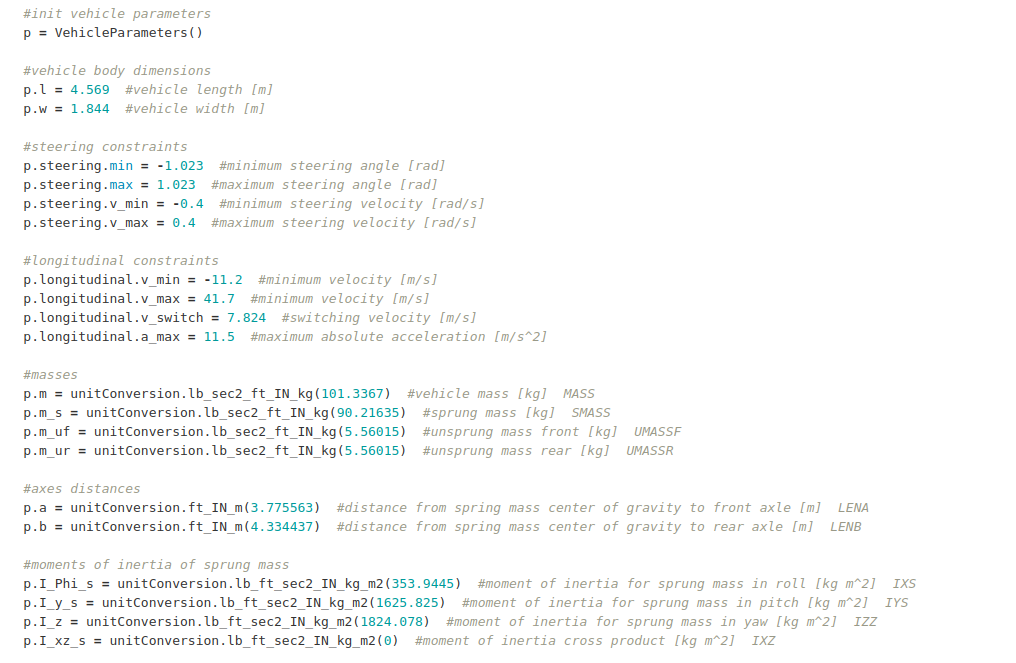 #init vehicle parameters
p = VehicleParameters()
#vehicle body dimensions
p.l = 4.569  #vehicle length [m]
p.w = 1.844  #vehicle width [m]
#steering constraints
p.steering.min = -1.023  #minimum steering angle [rad]
p.steering.max = 1.023  #maximum steering angle [rad]
p.steering.v_min = -0.4  #minimum steering velocity [rad/s]
p.steering.v_max = 0.4  #maximum steering velocity [rad/s]
#longitudinal constraints
p.longitudinal.v_min = -11.2  #minimum velocity [m/s]
p.longitudinal.v_max = 41.7  #minimum velocity [m/s]
p.longitudinal.v_switch = 7.824  #switching velocity [m/s]
p.longitudinal.a_max = 11.5  #maximum absolute acceleration [m/s^2]
#masses
p.m = unitConversion.lb_sec2_ft_IN_kg(101.3367)  #vehicle mass [kg]  MASS
p.m_s = unitConversion.lb_sec2_ft_IN_kg(90.21635)  #sprung mass [kg]  SMASS
p.m_uf = unitConversion.lb_sec2_ft_IN_kg(5.56015)  #unsprung mass front [kg]  UMASSF
p.m_ur = unitConversion.lb_sec2_ft_IN_kg(5.56015)  #unsprung mass rear [kg]  UMASSR
#axes distances
p.a = unitConversion.ft_IN_m(3.775563)  #distance from spring mass center of gravity to front axle [m]  LENA
p.b = unitConversion.ft_IN_m(4.334437)  #distance from spring mass center of gravity to rear axle [m]  LENB
#moments of inertia of sprung mass
p.I_Phi_s = unitConversion.lb_ft_sec2_IN_kg_m2(353.9445)  #moment of inertia for sprung mass in roll [kg m^2]  IXS
p.I_y_s = unitConversion.lb_ft_sec2_IN_kg_m2(1625.825)  #moment of inertia for sprung mass in pitch [kg m^2]  IYS
p.I_z = unitConversion.lb_ft_sec2_IN_kg_m2(1824.078)  #moment of inertia for sprung mass in yaw [kg m^2]  IZZ
p.I_xz_s = unitConversion.lb_ft_sec2_IN_kg_m2(0)  #moment of inertia cross product [kg m^2]  IXZ